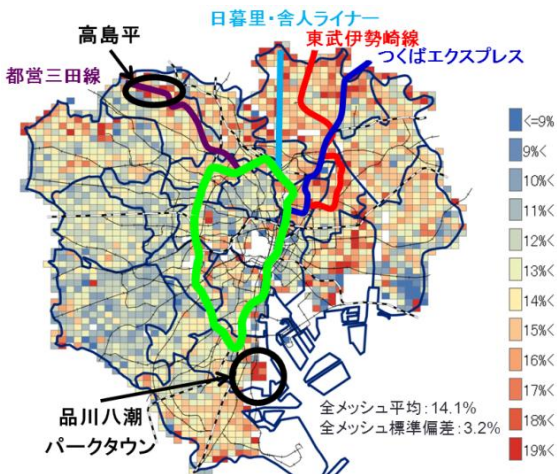 日暮里・舎人ライナー
高島平
東武伊勢崎線
つくばエクスプレス
都営三田線
<=9%
9%<
10%<
11%<
12%<
13%<
14%<
15%<
16%<
17%<
18%<
19%<
品川八潮
パークタウン
全メッシュ平均:14.1%
全メッシュ標準偏差:3.2%